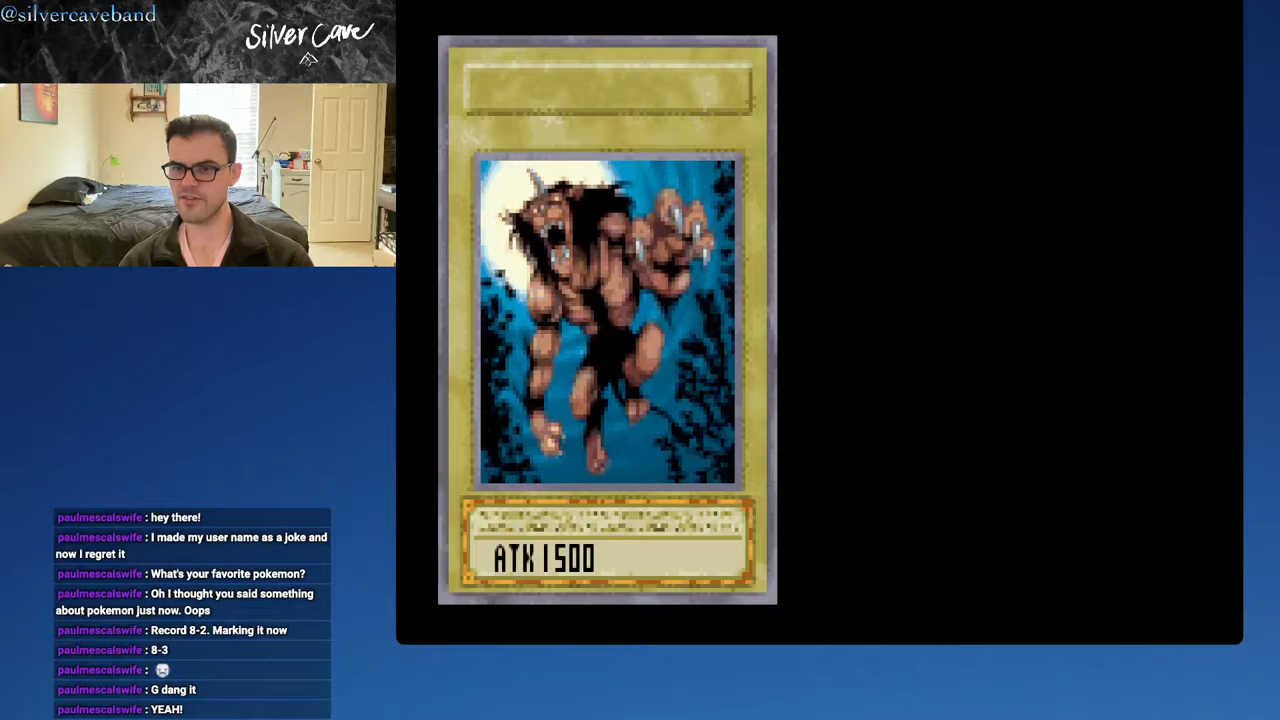 @silvercaveband
Silver Cave
ATK 1500
paulmescalswife : hey there!
paulmescalswife : I made my user name as a joke and
now I regret it
paulmescalswife : What's your favorite pokemon?
paulmescalswife : Oh I thought you said something
about pokemon just now. Oops
paulmescalswife : Record 8-2. Marking it now
paulmescalswife : 8-3
paulmescalswife :
paulmescalswife : G dang it
paulmescalswife : YEAH!